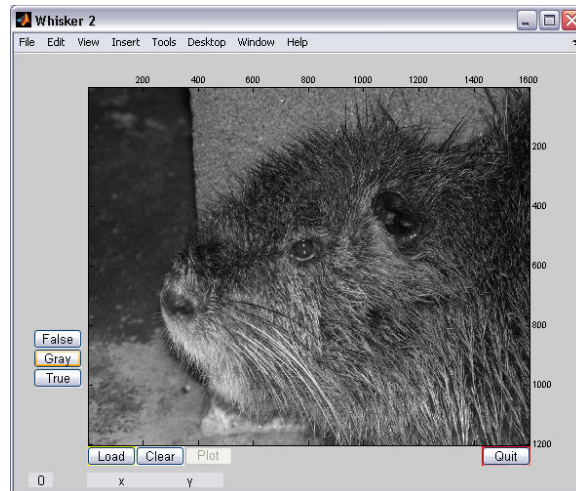 Whisker 2
File Edit View Insert Tools Desktop Window Help
200 400 600 800 1000 1200 1400 1600
200
400
600
800
1000
1200
False
Gray
True
Load Clear Plot Quit
0 x y